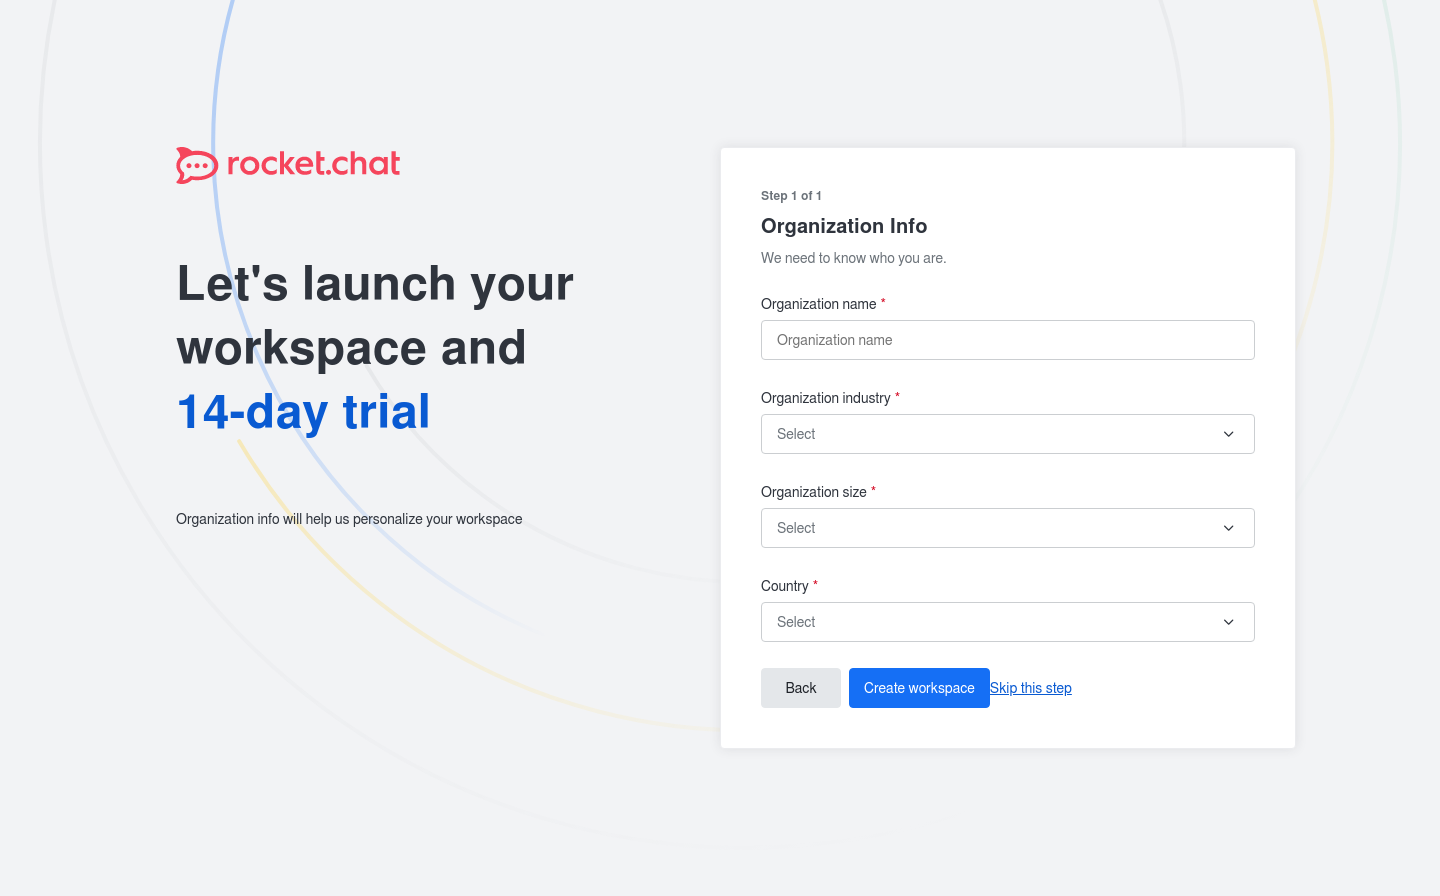 rocket.chat
Let's launch your
workspace and
14-day trial
Organization info will help us personalize your workspace
Step 1 of 1
Organization Info
We need to know who you are.
Organization name *
Organization name
Organization industry *
Select
Organization size *
Select
Country *
Select
Back
Create workspace
Skip this step